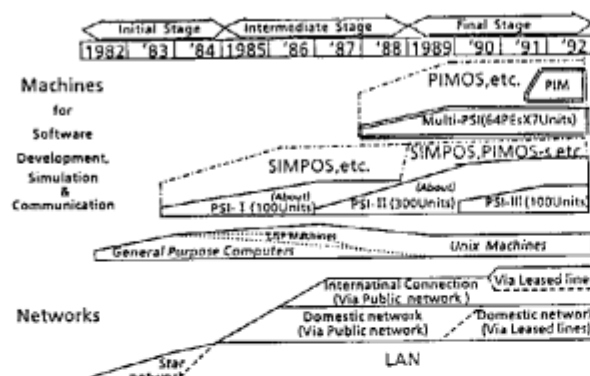 Initial Stage Intermediate Stage Final Stage
1982 '83 '84 1985 '86 '87 '88 1989 '90 '91 '92
Machines
for
Software
Development,
Simulation
&
Communication
PIMOS,etc.
PIM
Multi-PSI(64PEsX7Units)
SIMPOS,etc.
SIMPOS,PIMOS-s,etc
(About)
PSI- I (100Units)
(About)
PSI-II (300Units)
PSI-III (100Units)
Machines
General Purpose Computers
Unix Machines
Networks
Internatinal Connection
(Via Public network )
Via Leased line
Domestic network
(Via Public network)
Domestic network
(Via Leased lines)
Star
LAN